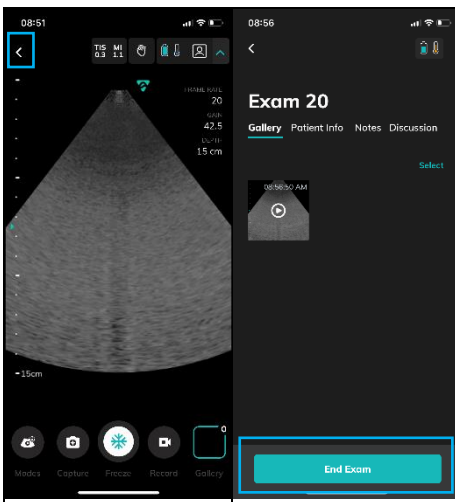 08:51
TIS MI
0.3 1.1
FRAME RATE
20
GAIN
42.5
DEPTH
15 cm
-15cm
0
Modes Capture Freeze Record Gallery
08:56
Exam 20
Gallery Patient Info Notes Discussion
Select
08:56:50 AM
End Exam